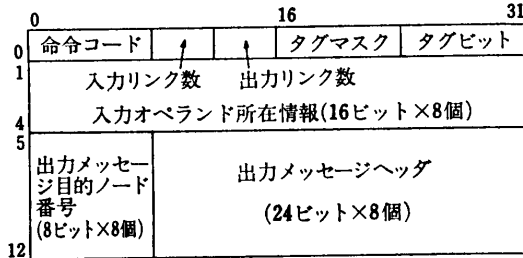 0 16 31
0 命令コード タグマスク タグビット
1 入力リンク数 出力リンク数
4 入力オペランド所在情報(16ビット×8個)
5
出力メッセー
ジ目的ノード
番号
(8ビット×8個)
出力メッセージヘッダ
(24ビット×8個)
12